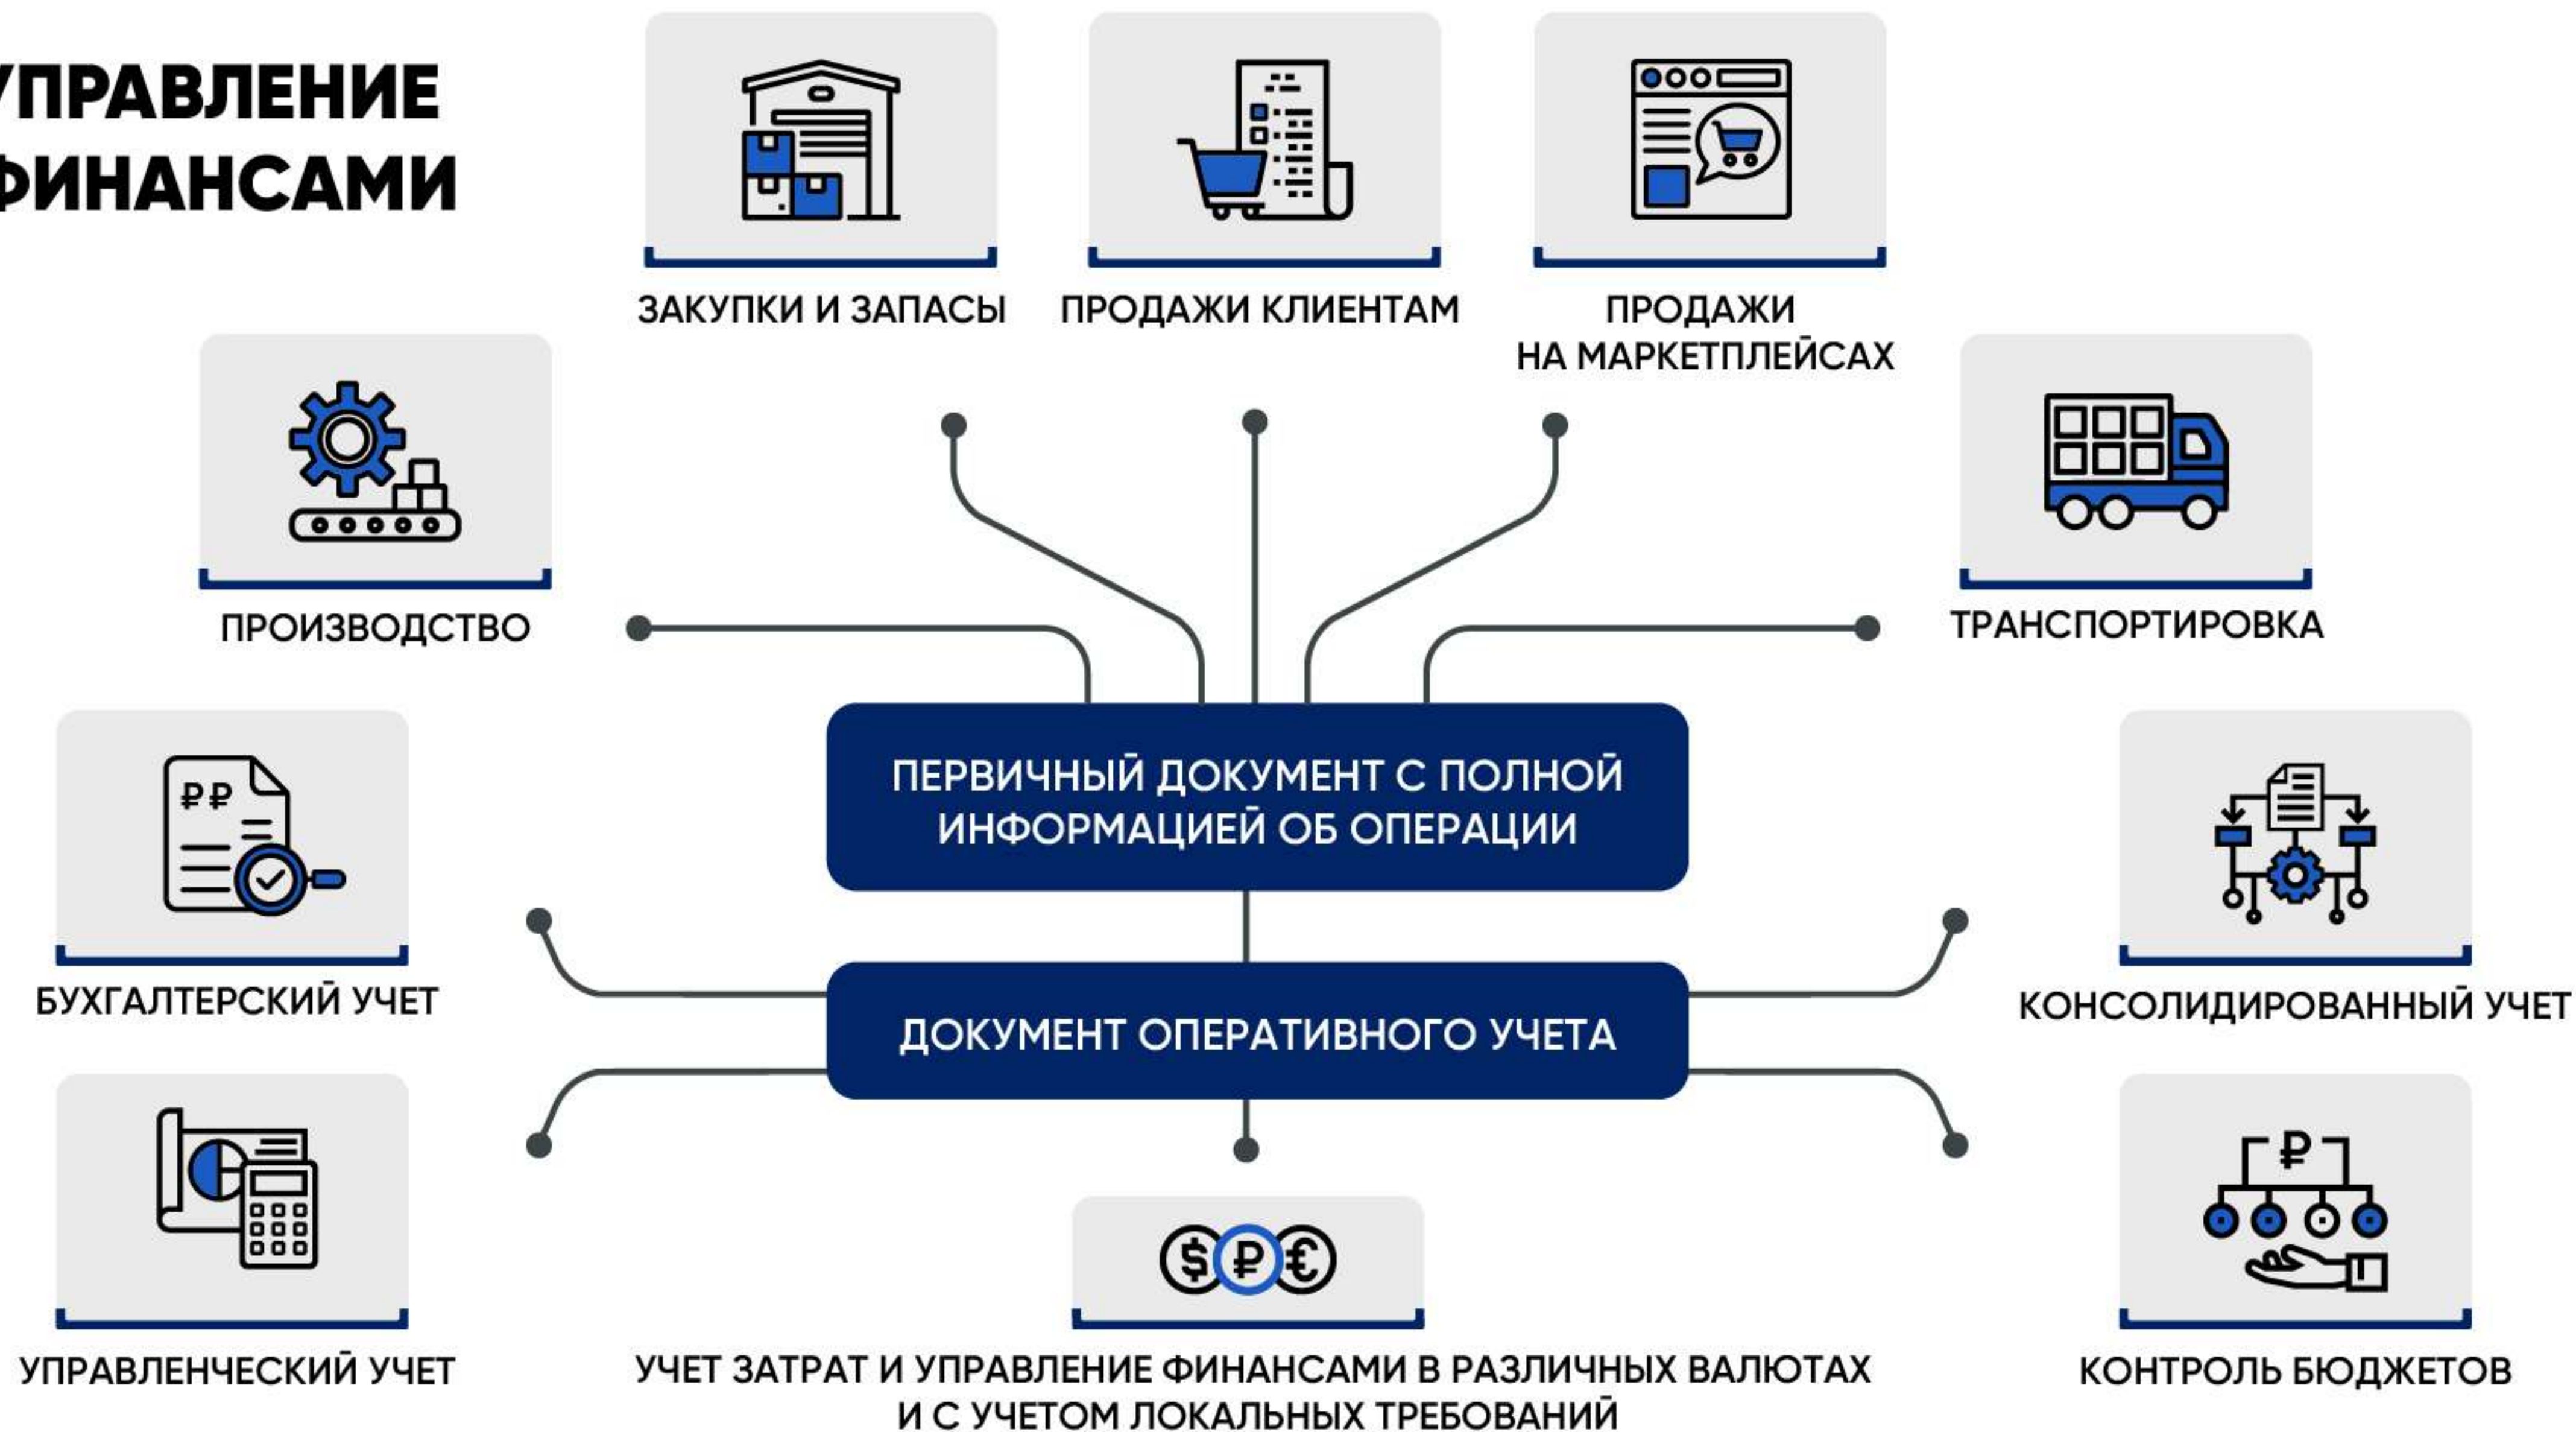 УПРАВЛЕНИЕ
ФИНАНСАМИ
ЗАКУПКИ И ЗАПАСЫ
ПРОДАЖИ КЛИЕНТАМ
ПРОДАЖИ
НА МАРКЕТПЛЕЙСАХ
ПРОИЗВОДСТВО
ТРАНСПОРТИРОВКА
ПЕРВИЧНЫЙ ДОКУМЕНТ С ПОЛНОЙ
ИНФОРМАЦИЕЙ ОБ ОПЕРАЦИИ
₽₽
БУХГАЛТЕРСКИЙ УЧЕТ
КОНСОЛИДИРОВАННЫЙ УЧЕТ
ДОКУМЕНТ ОПЕРАТИВНОГО УЧЕТА
₽
$ ₽ €
УПРАВЛЕНЧЕСКИЙ УЧЕТ
УЧЕТ ЗАТРАТ И УПРАВЛЕНИЕ ФИНАНСАМИ В РАЗЛИЧНЫХ ВАЛЮТАХ
И С УЧЕТОМ ЛОКАЛЬНЫХ ТРЕБОВАНИЙ
КОНТРОЛЬ БЮДЖЕТОВ